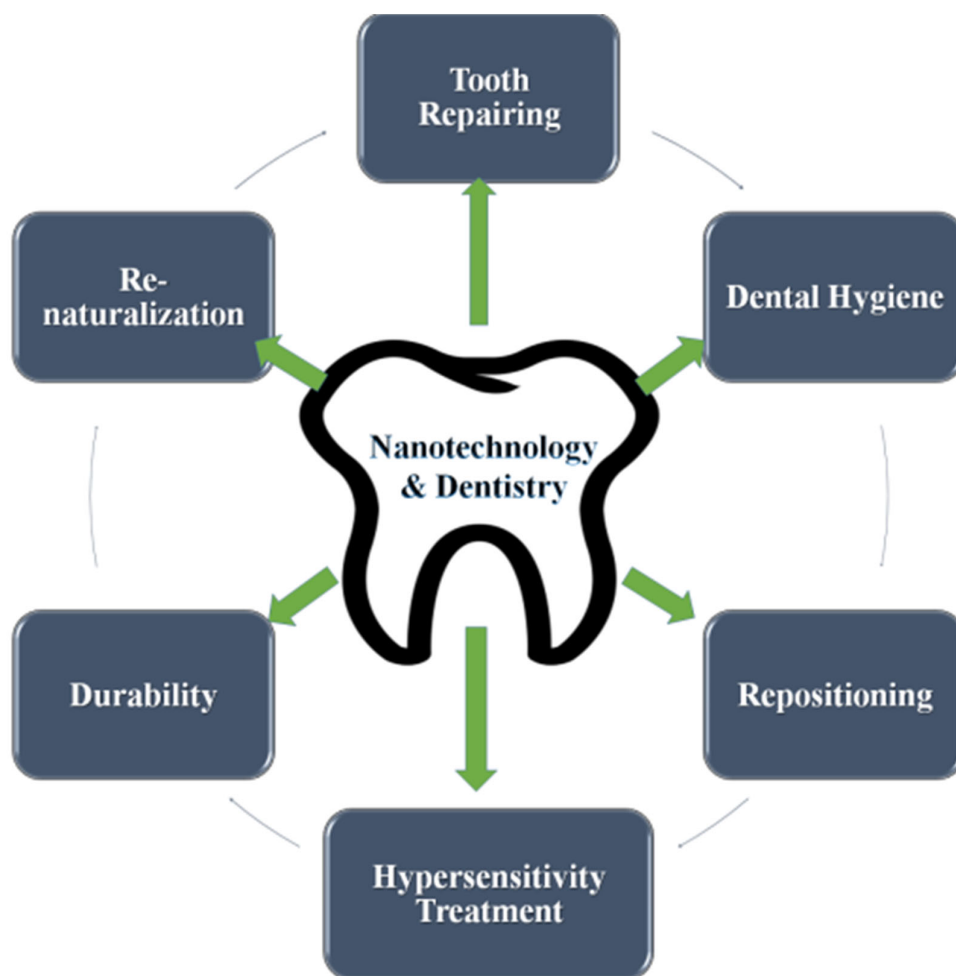 Tooth
Repairing
Re-
naturalization
Dental Hygiene
Nanotechnology
& Dentistry
Durability
Repositioning
Hypersensitivity
Treatment